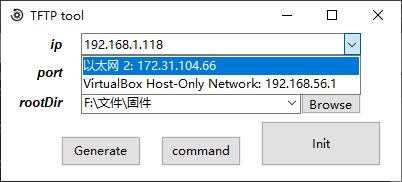 TFTP tool
ip
192.168.1.118
以太网 2: 172.31.104.66
port
VirtualBox Host-Only Network: 192.168.56.1
rootDir
F:\文件\固件
Browse
Generate
command
Init